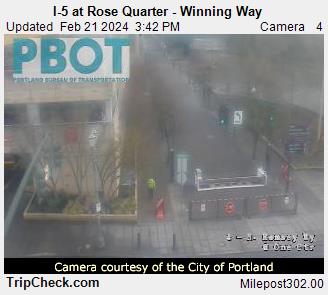 I-5 at Rose Quarter - Winning Way
Updated Feb 21 2024 3:42 PM Camera 4
PBOT
PORTLAND BUREAU OF TRANSPORTATION
Camera courtesy of the City of Portland
TripCheck.com Milepost302.00